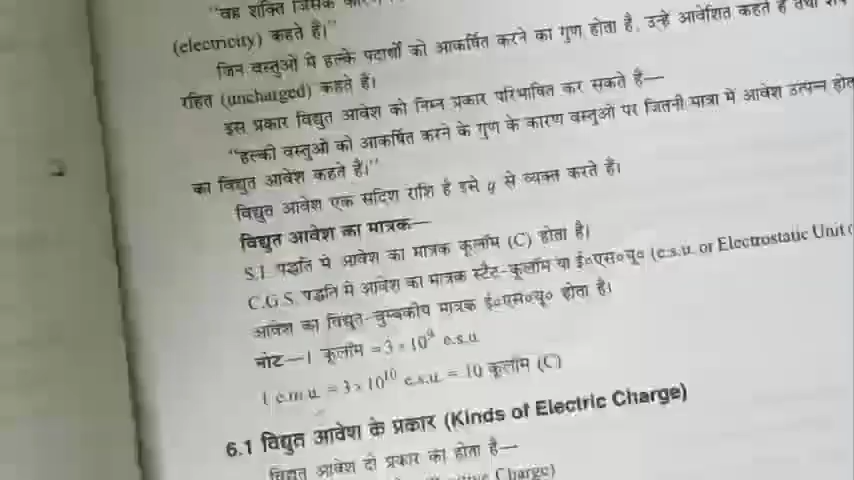 "वह शक्ति जिसके
(electricity) कहते हैं।"
जिन वस्तुओं में हल्के पदार्थों को आकर्षित करने का गुण होता है, उन्हें आवेशित कहते हैं तथा
रहित (uncharged) कहते हैं।
इस प्रकार विद्युत आवेश को निम्न प्रकार परिभाषित कर सकते हैं—
"हल्की वस्तुओं को आकर्षित करने के गुण के कारण वस्तुओं पर जितनी मात्रा में आवेश उत्पन्न होत
का विद्युत आवेश कहते हैं।"
विद्युत आवेश एक सदिश राशि है इसे q से व्यक्त करते हैं।
विद्युत आवेश का मात्रक—
S.I. पद्धति में आवेश का मात्रक कूलॉम (C) होता है।
C.G.S. पद्धति में आवेश का मात्रक स्टैट-कूलॉम या ई०एस०यू० (e.s.u. or Electrostatic Unit
आवेश का विद्युत-चुम्बकीय मात्रक ई०एस०यू० होता है।
नोट—1 कूलॉम = 3 × 10⁹ e.s.u
1 e.m.u. = 3 × 10¹⁰ e.s.u. = 10 कूलॉम (C)
6.1 विद्युत आवेश के प्रकार (Kinds of Electric Charge)
विद्युत आवेश दो प्रकार का होता है—
Charge)